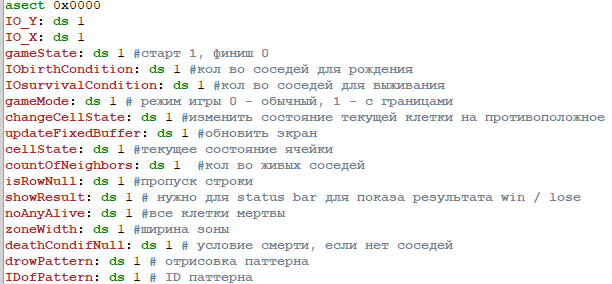 asect 0x0000
IO_Y: ds 1
IO_X: ds 1
gameState: ds 1 #старт 1, финиш 0
IObirthCondition: ds 1 #кол во соседей для рождения
IOsurvivalCondition: ds 1 #кол во соседей для выживания
gameMode: ds 1 # режим игры 0 - обычный, 1 - с границами
changeCellState: ds 1 #изменить состояние текущей клетки на противоположное
updateFixedBuffer: ds 1 #обновить экран
cellState: ds 1 #текущее состояние ячейки
countOfNeighbors: ds 1  #кол во живых соседей
isRowNull: ds 1 #пропуск строки
showResult: ds 1 # нужно для status bar для показа результата win / lose
noAnyAlive: ds 1 #все клетки мертвы
zoneWidth: ds 1 #ширина зоны
deathCondifNull: ds 1 # условие смерти, если нет соседей
drowPattern: ds 1 # отрисовка паттерна
IDofPattern: ds 1 # ID паттерна